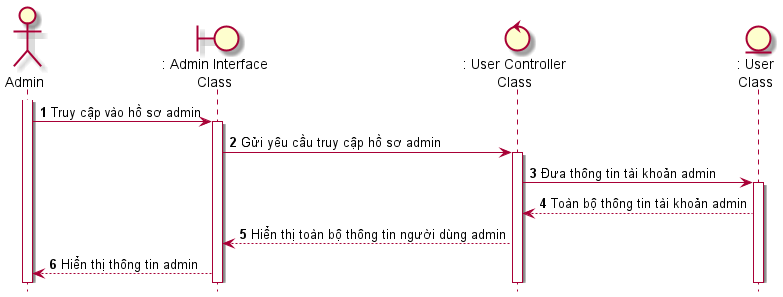 Admin
: Admin Interface
Class
: User Controller
Class
: User
Class
1 Truy cập vào hồ sơ admin
2 Gửi yêu cầu truy cập hồ sơ admin
3 Đưa thông tin tài khoản admin
4 Toàn bộ thông tin tài khoản admin
5 Hiển thị toàn bộ thông tin người dùng admin
6 Hiển thị thông tin admin